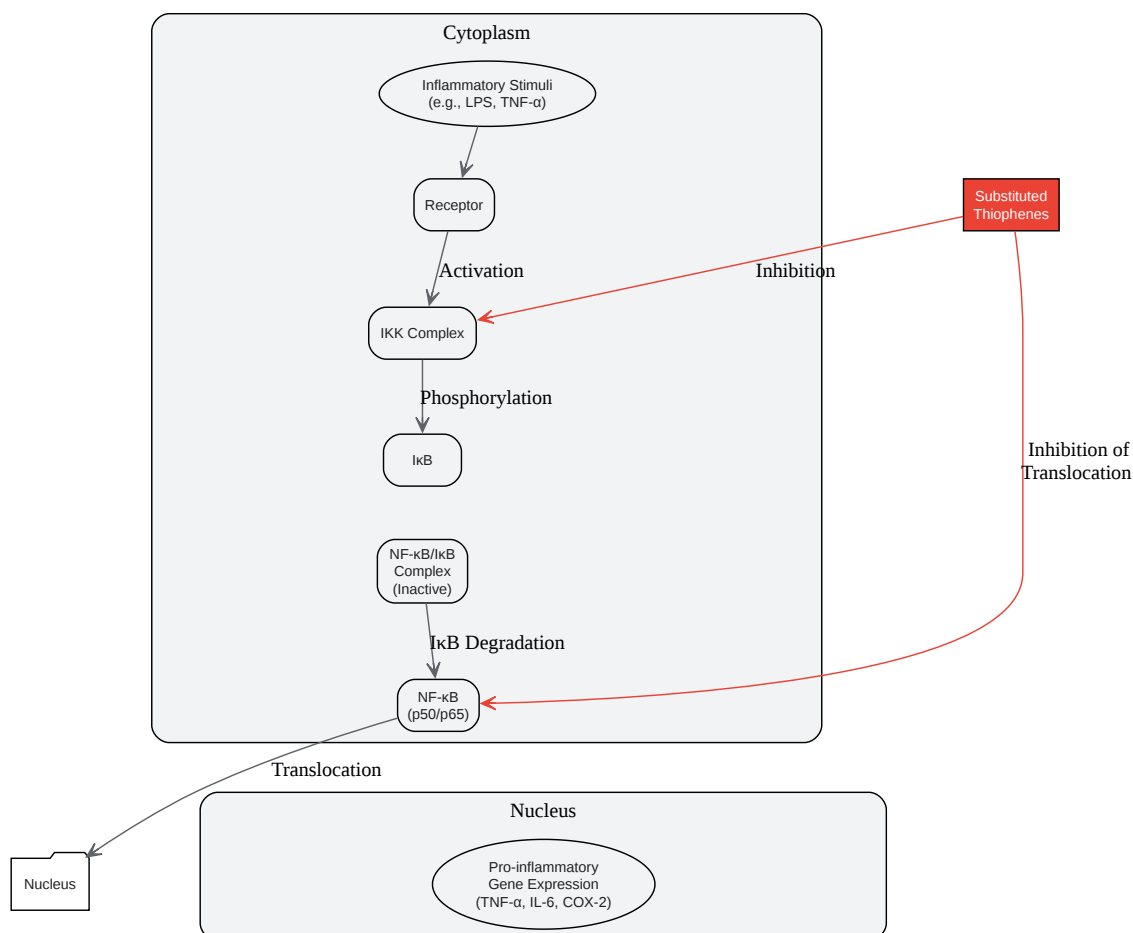 Cytoplasm
Inflammatory Stimuli
(e.g., LPS, TNF-α)
Receptor
Substituted
Thiophenes
Activation
Inhibition
IKK Complex
Phosphorylation
IκB
Inhibition of
Translocation
NF-κB/IκB
Complex
(Inactive)
IκB Degradation
NF-κB
(p50/p65)
Translocation
Nucleus
Pro-inflammatory
Gene Expression
(TNF-α, IL-6, COX-2)
Nucleus